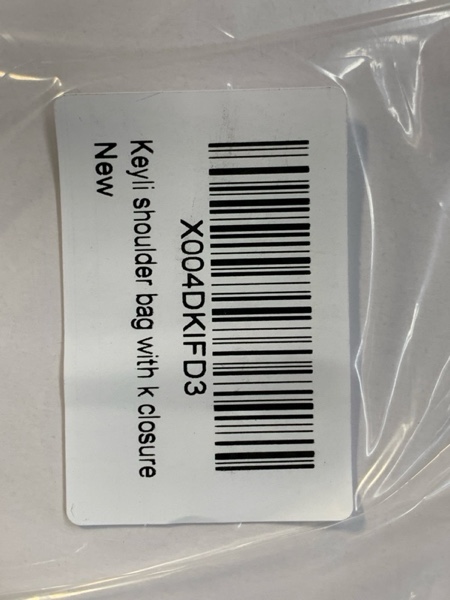 X004DKIFD3
Keyli shoulder bag with k closure
New